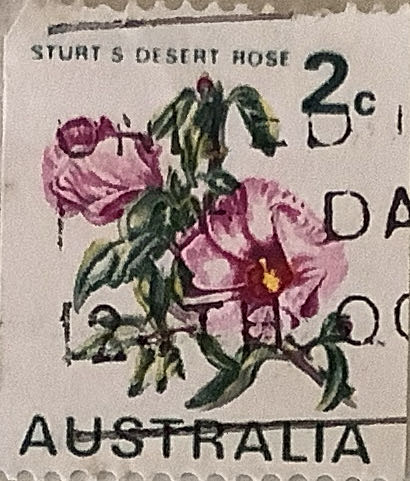 STURT S DESERT ROSE
2c
DA
AUSTRALIA